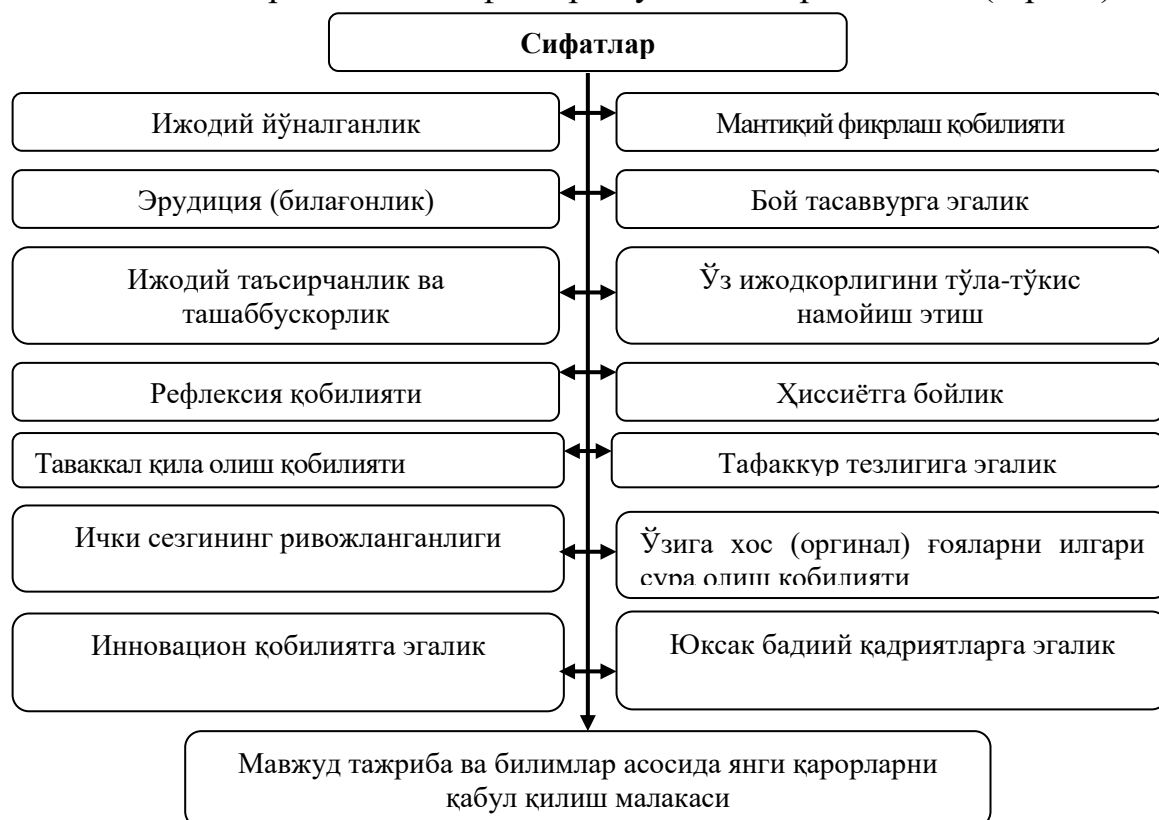 Сифатлар
Ижодий йўналганлик
Мантиқий фикрлаш қобилияти
Эрудиция (билағонлик)
Бой тасаввурга эгалик
Ижодий таъсирчанлик ва
ташаббускорлик
Ўз ижодкорлигини тўла-тўкис
намойиш этиш
Рефлексия қобилияти
Ҳиссиётга бойлик
Таваккал қила олиш қобилияти
Тафаккур тезлигига эгалик
Ички сезгининг ривожланганлиги
Ўзига хос (оргинал) ғояларни илгари
сура олиш қобилияти
Инновацион қобилиятга эгалик
Юксак бадиий қадриятларга эгалик
Мавжуд тажриба ва билимлар асосида янги қарорларни
қабул қилиш малакаси